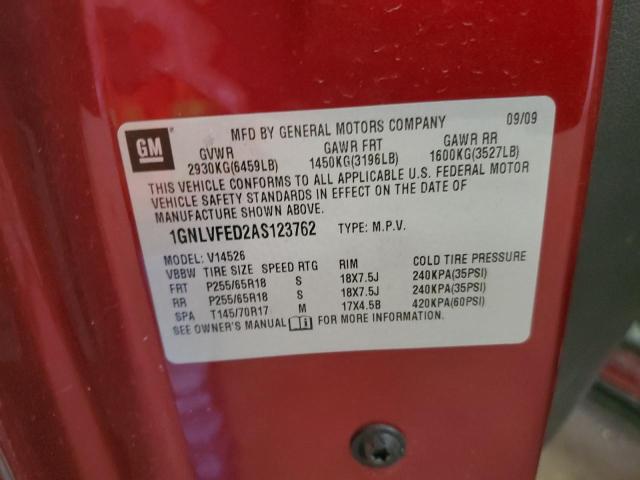 GM
MFD BY GENERAL MOTORS COMPANY 09/09
GVWR GAWR FRT GAWR RR
2930KG(6459LB) 1450KG(3196LB) 1600KG(3527LB)
THIS VEHICLE CONFORMS TO ALL APPLICABLE U.S. FEDERAL MOTOR
VEHICLE SAFETY STANDARDS IN EFFECT ON THE DATE OF
MANUFACTURE SHOWN ABOVE.
1GNLVFED2AS123762 TYPE: M.P.V.
MODEL: V14526
VBBW TIRE SIZE SPEED RTG RIM COLD TIRE PRESSURE
FRT P255/65R18 S 18X7.5J 240KPA(35PSI)
RR P255/65R18 S 18X7.5J 240KPA(35PSI)
SPA T145/70R17 M 17X4.5B 420KPA(60PSI)
SEE OWNER'S MANUAL FOR MORE INFORMATION.